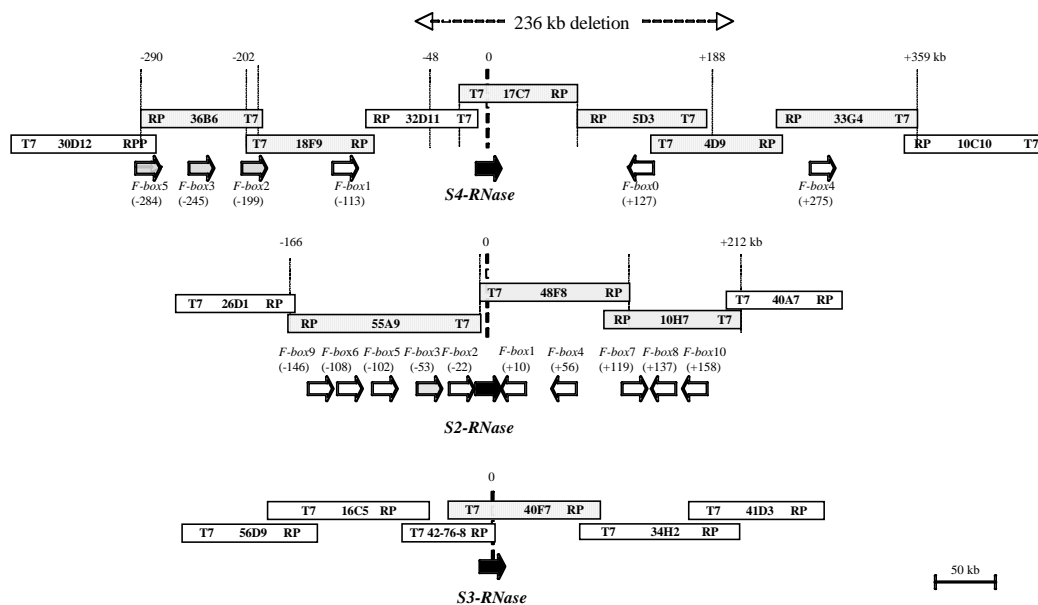 236 kb deletion
-290 -202 -48 0 +188 +359 kb
T7 17C7 RP
RP 36B6 T7 RP 32D11 T7 RP 5D3 T7 RP 33G4 T7
T7 30D12 RPP T7 18F9 RP T7 4D9 RP RP 10C10 T7
F-box5 F-box3 F-box2 F-box1 S4-RNase F-box0 F-box4
(-284) (-245) (-199) (-113) (+127) (+275)
-166 0 +212 kb
T7 48F8 RP
T7 26D1 RP T7 40A7 RP
RP 55A9 T7 RP 10H7 T7
F-box9 F-box6 F-box5 F-box3 F-box2 F-box1 F-box4 F-box7 F-box8 F-box10
(-146) (-108) (-102) (-53) (-22) (+10) (+56) (+119) (+137) (+158)
S2-RNase
0
T7 16C5 RP T7 40F7 RP T7 41D3 RP
T7 56D9 RP T7 42-76-8 RP T7 34H2 RP
50 kb
S3-RNase